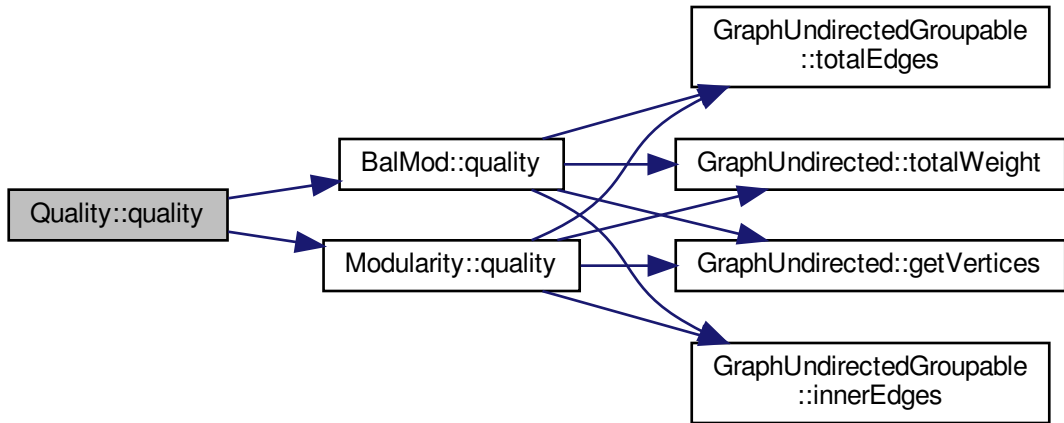 Quality::quality
BalMod::quality
Modularity::quality
GraphUndirectedGroupable
::totalEdges
GraphUndirected::totalWeight
GraphUndirected::getVertices
GraphUndirectedGroupable
::innerEdges